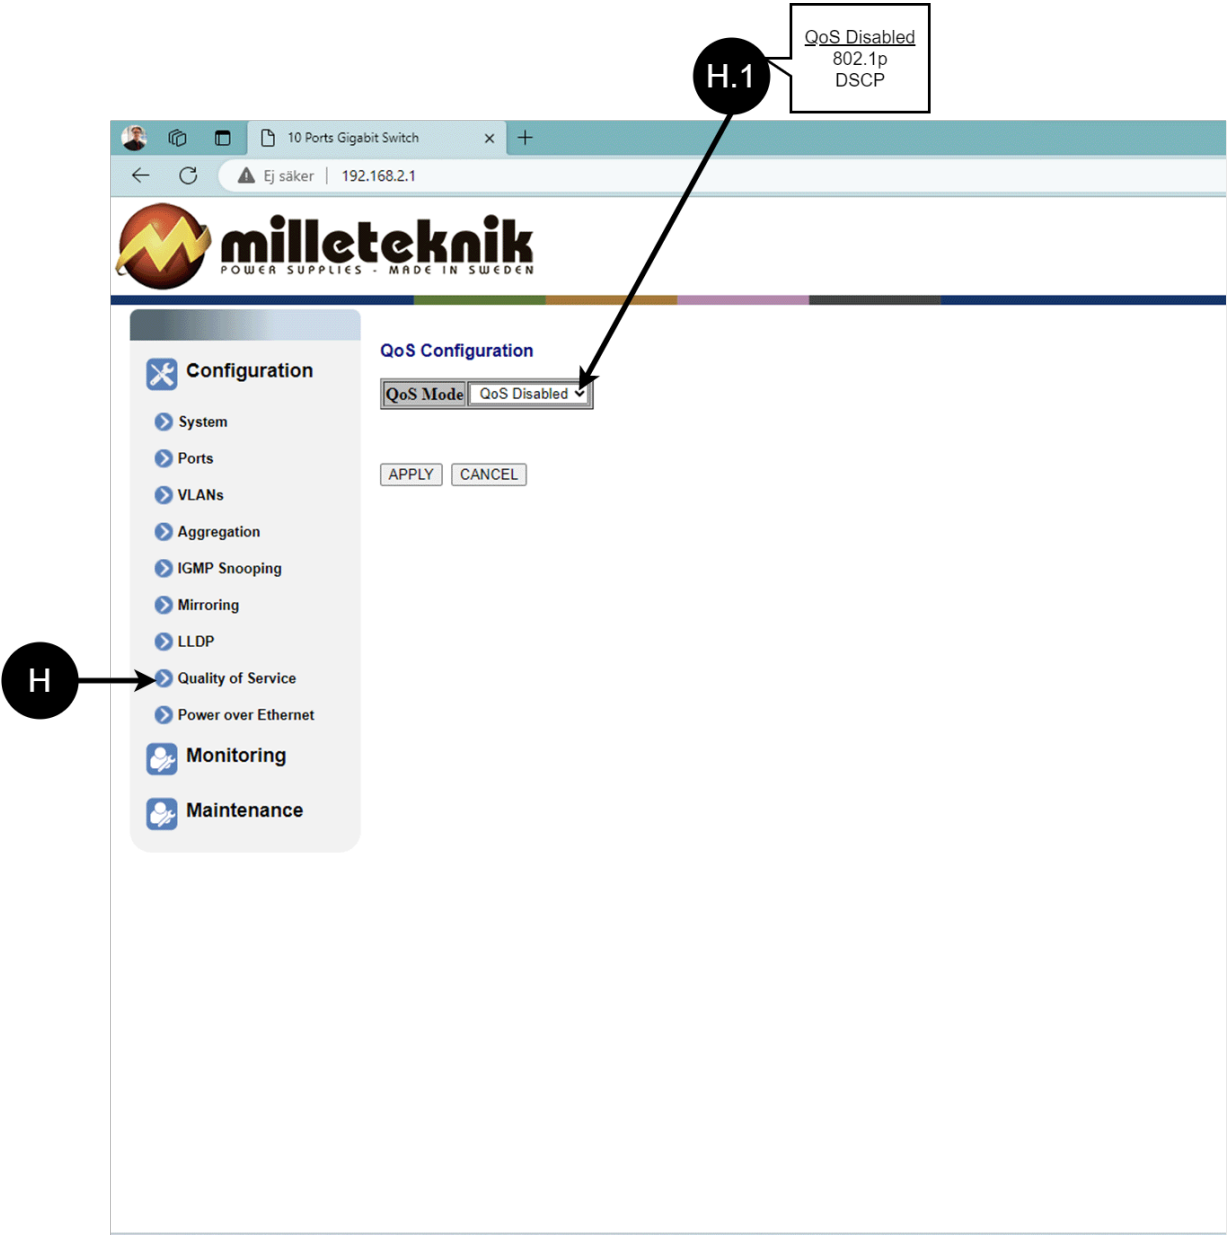 QoS Disabled
802.1p
DSCP
H.1
10 Ports Gigabit Switch
Ej säker | 192.168.2.1
milleteknik
POWER SUPPLIES - MADE IN SWEDEN
Configuration
System
Ports
VLANs
Aggregation
IGMP Snooping
Mirroring
LLDP
H
Quality of Service
Power over Ethernet
Monitoring
Maintenance
QoS Configuration
QoS Mode QoS Disabled
APPLY CANCEL